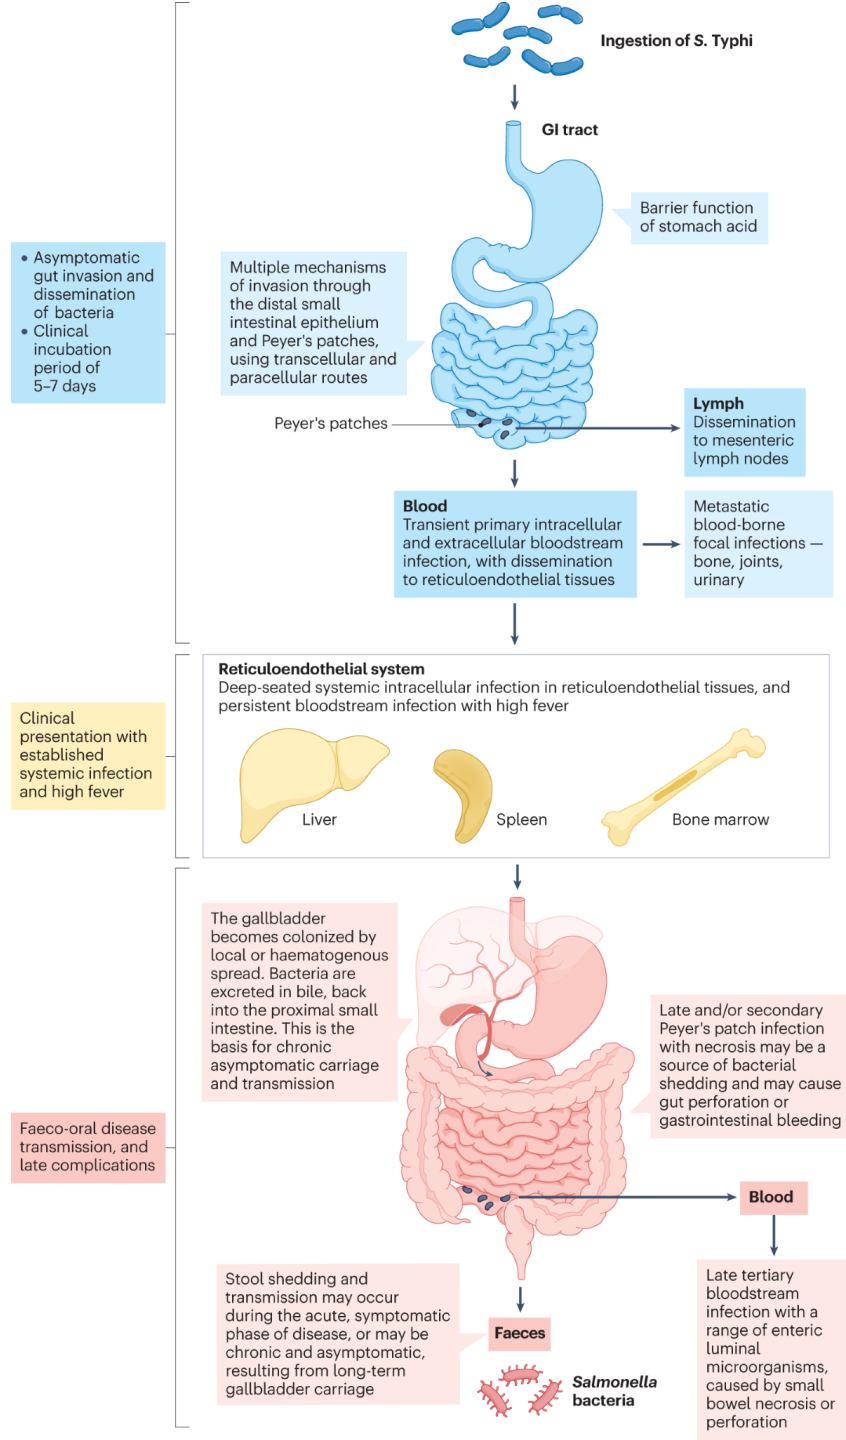 Ingestion of S. Typhi
GI tract
Barrier function
of stomach acid
• Asymptomatic
gut invasion and
dissemination
of bacteria
• Clinical
incubation
period of
5–7 days
Multiple mechanisms
of invasion through
the distal small
intestinal epithelium
and Peyer's patches,
using transcellular and
paracellular routes
Peyer's patches
Lymph
Dissemination
to mesenteric
lymph nodes
Blood
Transient primary intracellular
and extracellular bloodstream
infection, with dissemination
to reticuloendothelial tissues
Metastatic
blood-borne
focal infections —
bone, joints,
urinary
Clinical
presentation with
established
systemic infection
and high fever
Reticuloendothelial system
Deep-seated systemic intracellular infection in reticuloendothelial tissues, and
persistent bloodstream infection with high fever
Liver
Spleen
Bone marrow
Faeco-oral disease
transmission, and
late complications
The gallbladder
becomes colonized by
local or haematogenous
spread. Bacteria are
excreted in bile, back
into the proximal small
intestine. This is the
basis for chronic
asymptomatic carriage
and transmission
Late and/or secondary
Peyer's patch infection
with necrosis may be a
source of bacterial
shedding and may cause
gut perforation or
gastrointestinal bleeding
Blood
Late tertiary
bloodstream
infection with a
range of enteric
luminal
microorganisms,
caused by small
bowel necrosis or
perforation
Stool shedding and
transmission may occur
during the acute, symptomatic
phase of disease, or may be
chronic and asymptomatic,
resulting from long-term
gallbladder carriage
Faeces
Salmonella
bacteria